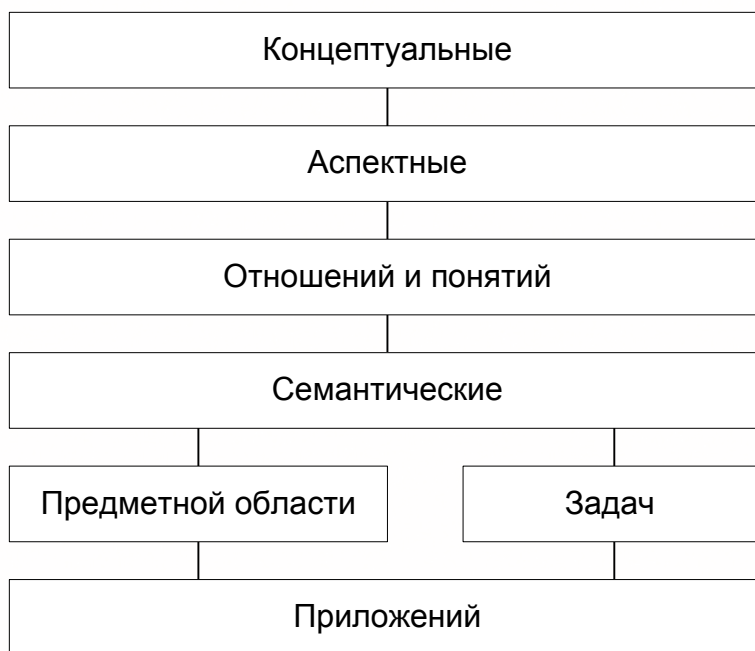 Концептуальные
Аспектные
Отношений и понятий
Семантические
Предметной области
Задач
Приложений